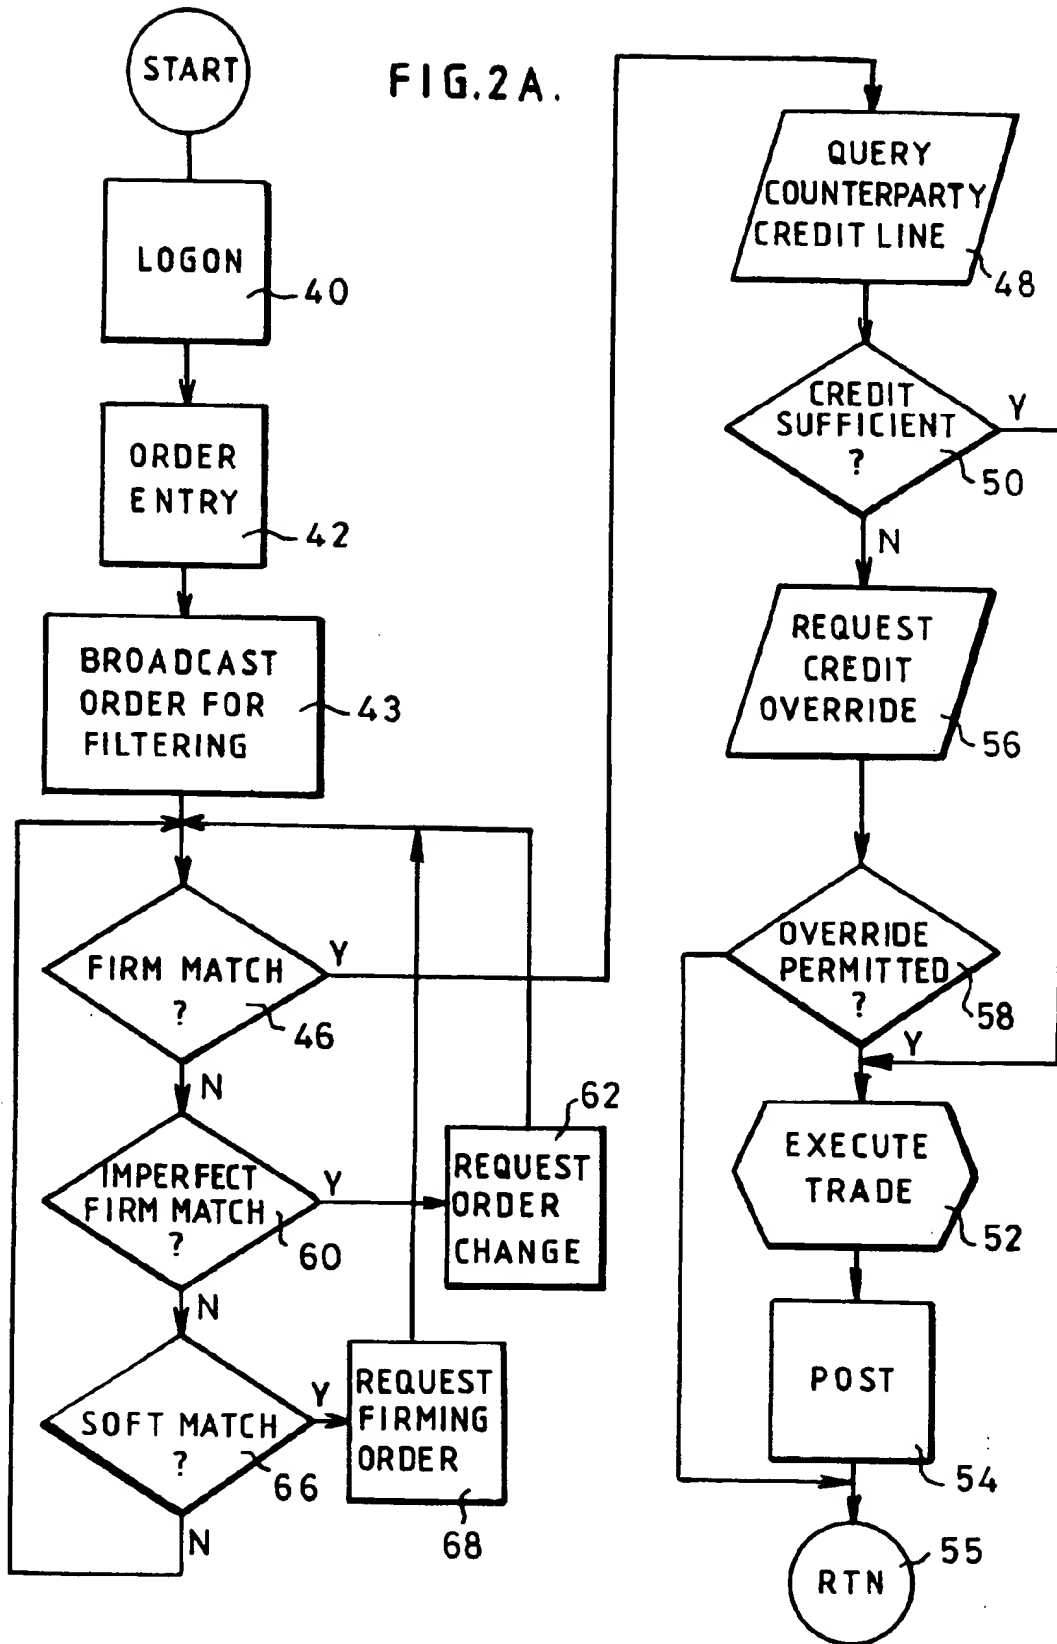 START
FIG.2A.
LOGON
40
ORDER
ENTRY
42
BROADCAST
ORDER FOR
FILTERING
43
FIRM MATCH
?
46
Y
N
IMPERFECT
FIRM MATCH
?
60
Y
N
62
REQUEST
ORDER
CHANGE
SOFT MATCH
?
66
Y
N
REQUEST
FIRMING
ORDER
68
QUERY
COUNTERPARTY
CREDIT LINE
48
CREDIT
SUFFICIENT
?
50
Y
N
REQUEST
CREDIT
OVERRIDE
56
OVERRIDE
PERMITTED
?
58
Y
EXECUTE
TRADE
52
POST
54
RTN
55